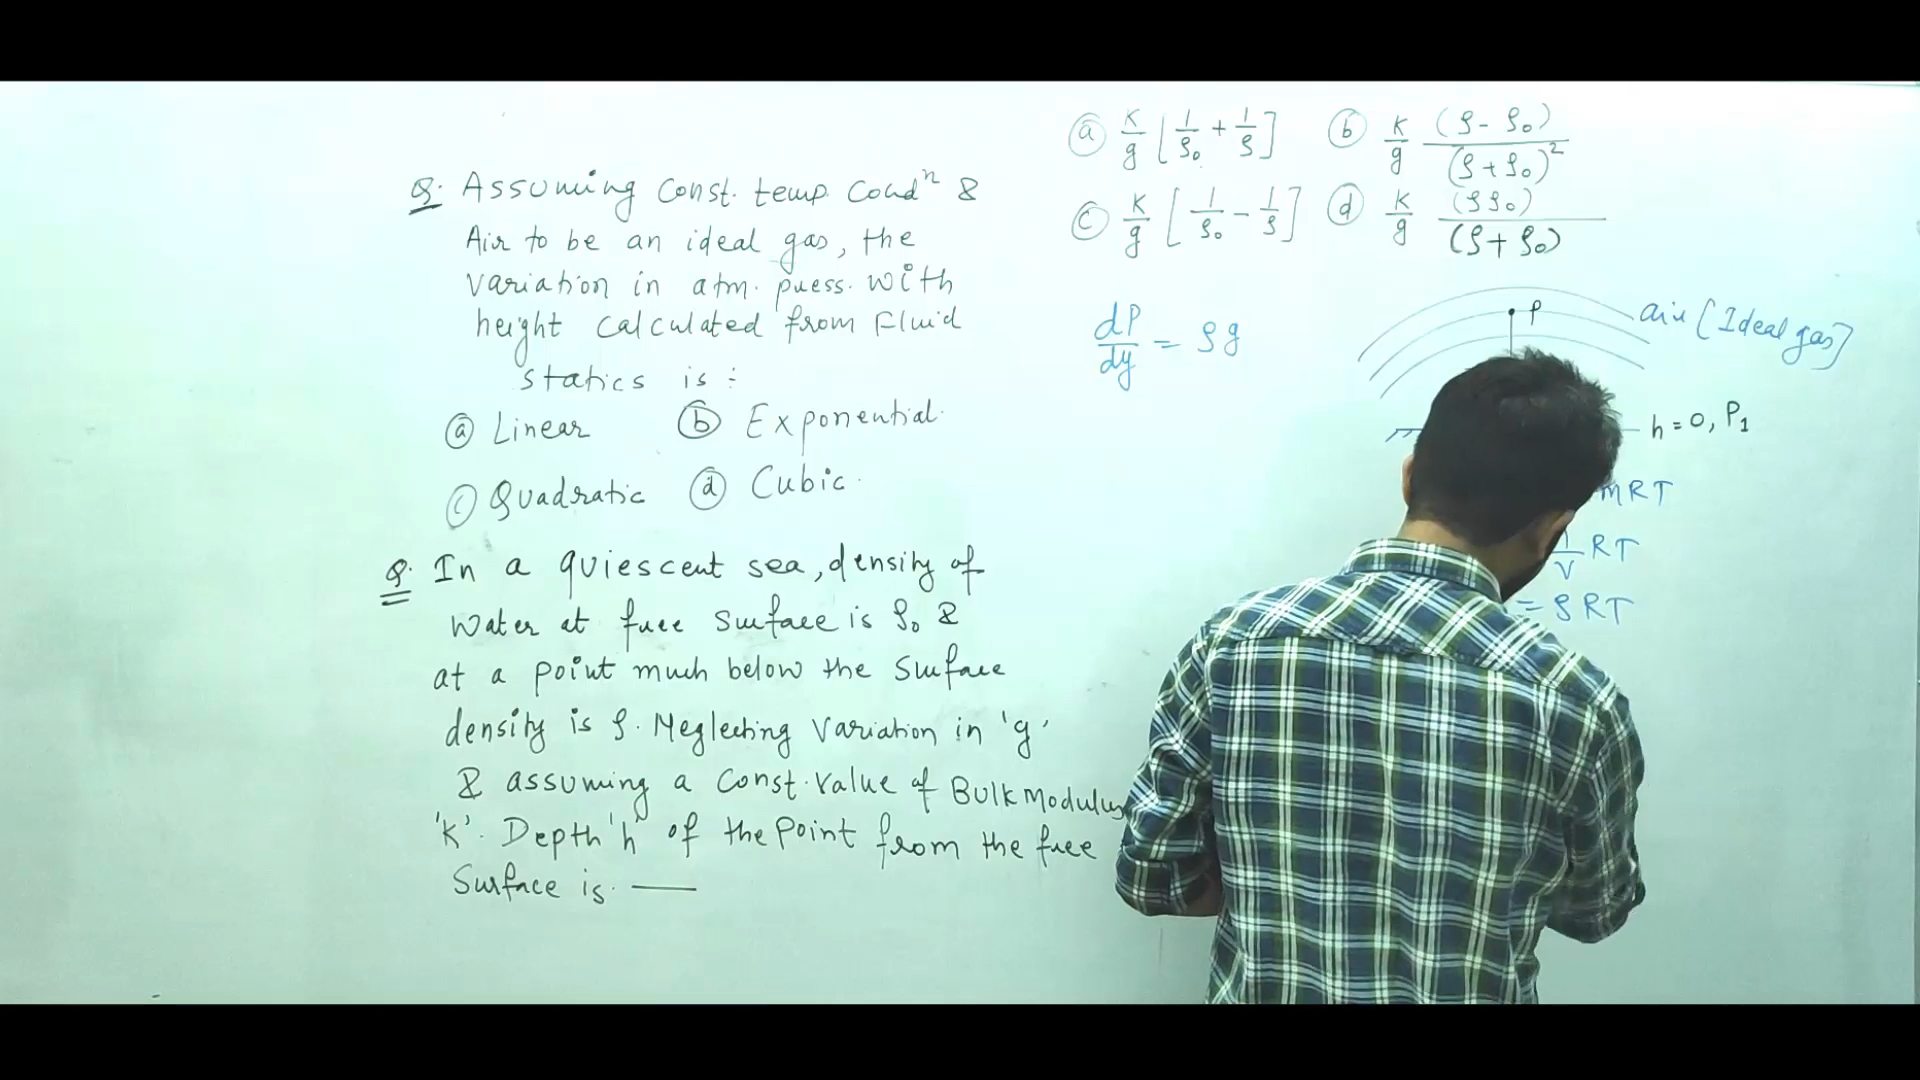 Q. Assuming Const. temp Condⁿ &
Air to be an ideal gas, the
variation in atm. press. with
height calculated from Fluid
statics is :
ⓐ Linear ⓑ Exponential.
ⓒ Quadratic ⓓ Cubic.
Q. In a quiescent sea, density of
water at free surface is ρ₀ &
at a point much below the surface
density is ρ. Neglecting variation in 'g'
& assuming a const. value of Bulk Modulus
'K'. Depth 'h' of the point from the free
surface is. ___
ⓐ K/g [1/ρ₀ + 1/ρ] ⓑ K/g (ρ - ρ₀)/(ρ + ρ₀)²
ⓒ K/g [1/ρ₀ - 1/ρ] ⓓ K/g (ρρ₀)/(ρ + ρ₀)
dP/dy = ρg
P
air [Ideal gas]
h = 0, P₁
mRT
1/V RT
= ρRT